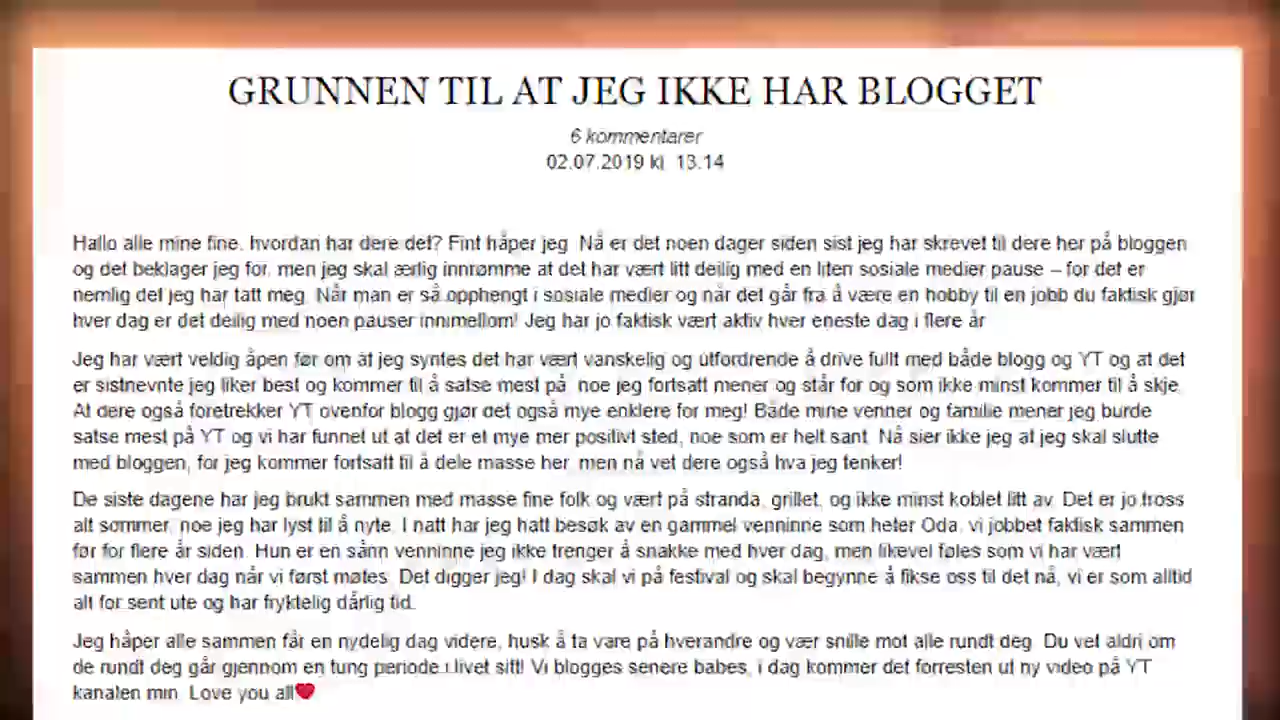 GRUNNEN TIL AT JEG IKKE HAR BLOGGET
6 kommentarer
02.07.2019 kl. 13.14
Hallo alle mine fine, hvordan har dere det? Fint håper jeg. Nå er det noen dager siden sist jeg har skrevet til dere her på bloggen
og det beklager jeg for, men jeg skal ærlig innrømme at det har vært litt deilig med en liten sosiale medier pause – for det er
nemlig det jeg har tatt meg. Når man er så opphengt i sosiale medier og når det går fra å være en hobby til en jobb du faktisk gjør
hver dag er det deilig med noen pauser innimellom! Jeg har jo faktisk vært aktiv hver eneste dag i flere år.
Jeg har vært veldig åpen før om at jeg syntes det har vært vanskelig og utfordrende å drive fullt med både blogg og YT og at det
er sistnevnte jeg liker best og kommer til å satse mest på, noe jeg fortsatt mener og står for og som ikke minst kommer til å skje.
At dere også foretrekker YT ovenfor blogg gjør det også mye enklere for meg! Både mine venner og familie mener jeg burde
satse mest på YT og vi har funnet ut at det er et mye mer positivt sted, noe som er helt sant. Nå sier ikke jeg at jeg skal slutte
med bloggen, for jeg kommer fortsatt til å dele masse her, men nå vet dere også hva jeg tenker!
De siste dagene har jeg brukt sammen med masse fine folk og vært på stranda, grillet, og ikke minst koblet litt av. Det er jo tross
alt sommer, noe jeg har lyst til å nyte. I natt har jeg hatt besøk av en gammel venninne som heter Oda, vi jobbet faktisk sammen
før for flere år siden. Hun er en sånn venninne jeg ikke trenger å snakke med hver dag, men likevel føles som vi har vært
sammen hver dag når vi først møtes. Det digger jeg! I dag skal vi på festival og skal begynne å fikse oss til det nå, vi er som alltid
alt for sent ute og har fryktelig dårlig tid.
Jeg håper alle sammen får en nydelig dag videre, husk å ta vare på hverandre og vær snille mot alle rundt deg. Du vet aldri om
de rundt deg går gjennom en tung periode i livet sitt! Vi blogges senere babes, i dag kommer det forresten ut ny video på YT
kanalen min. Love you all❤